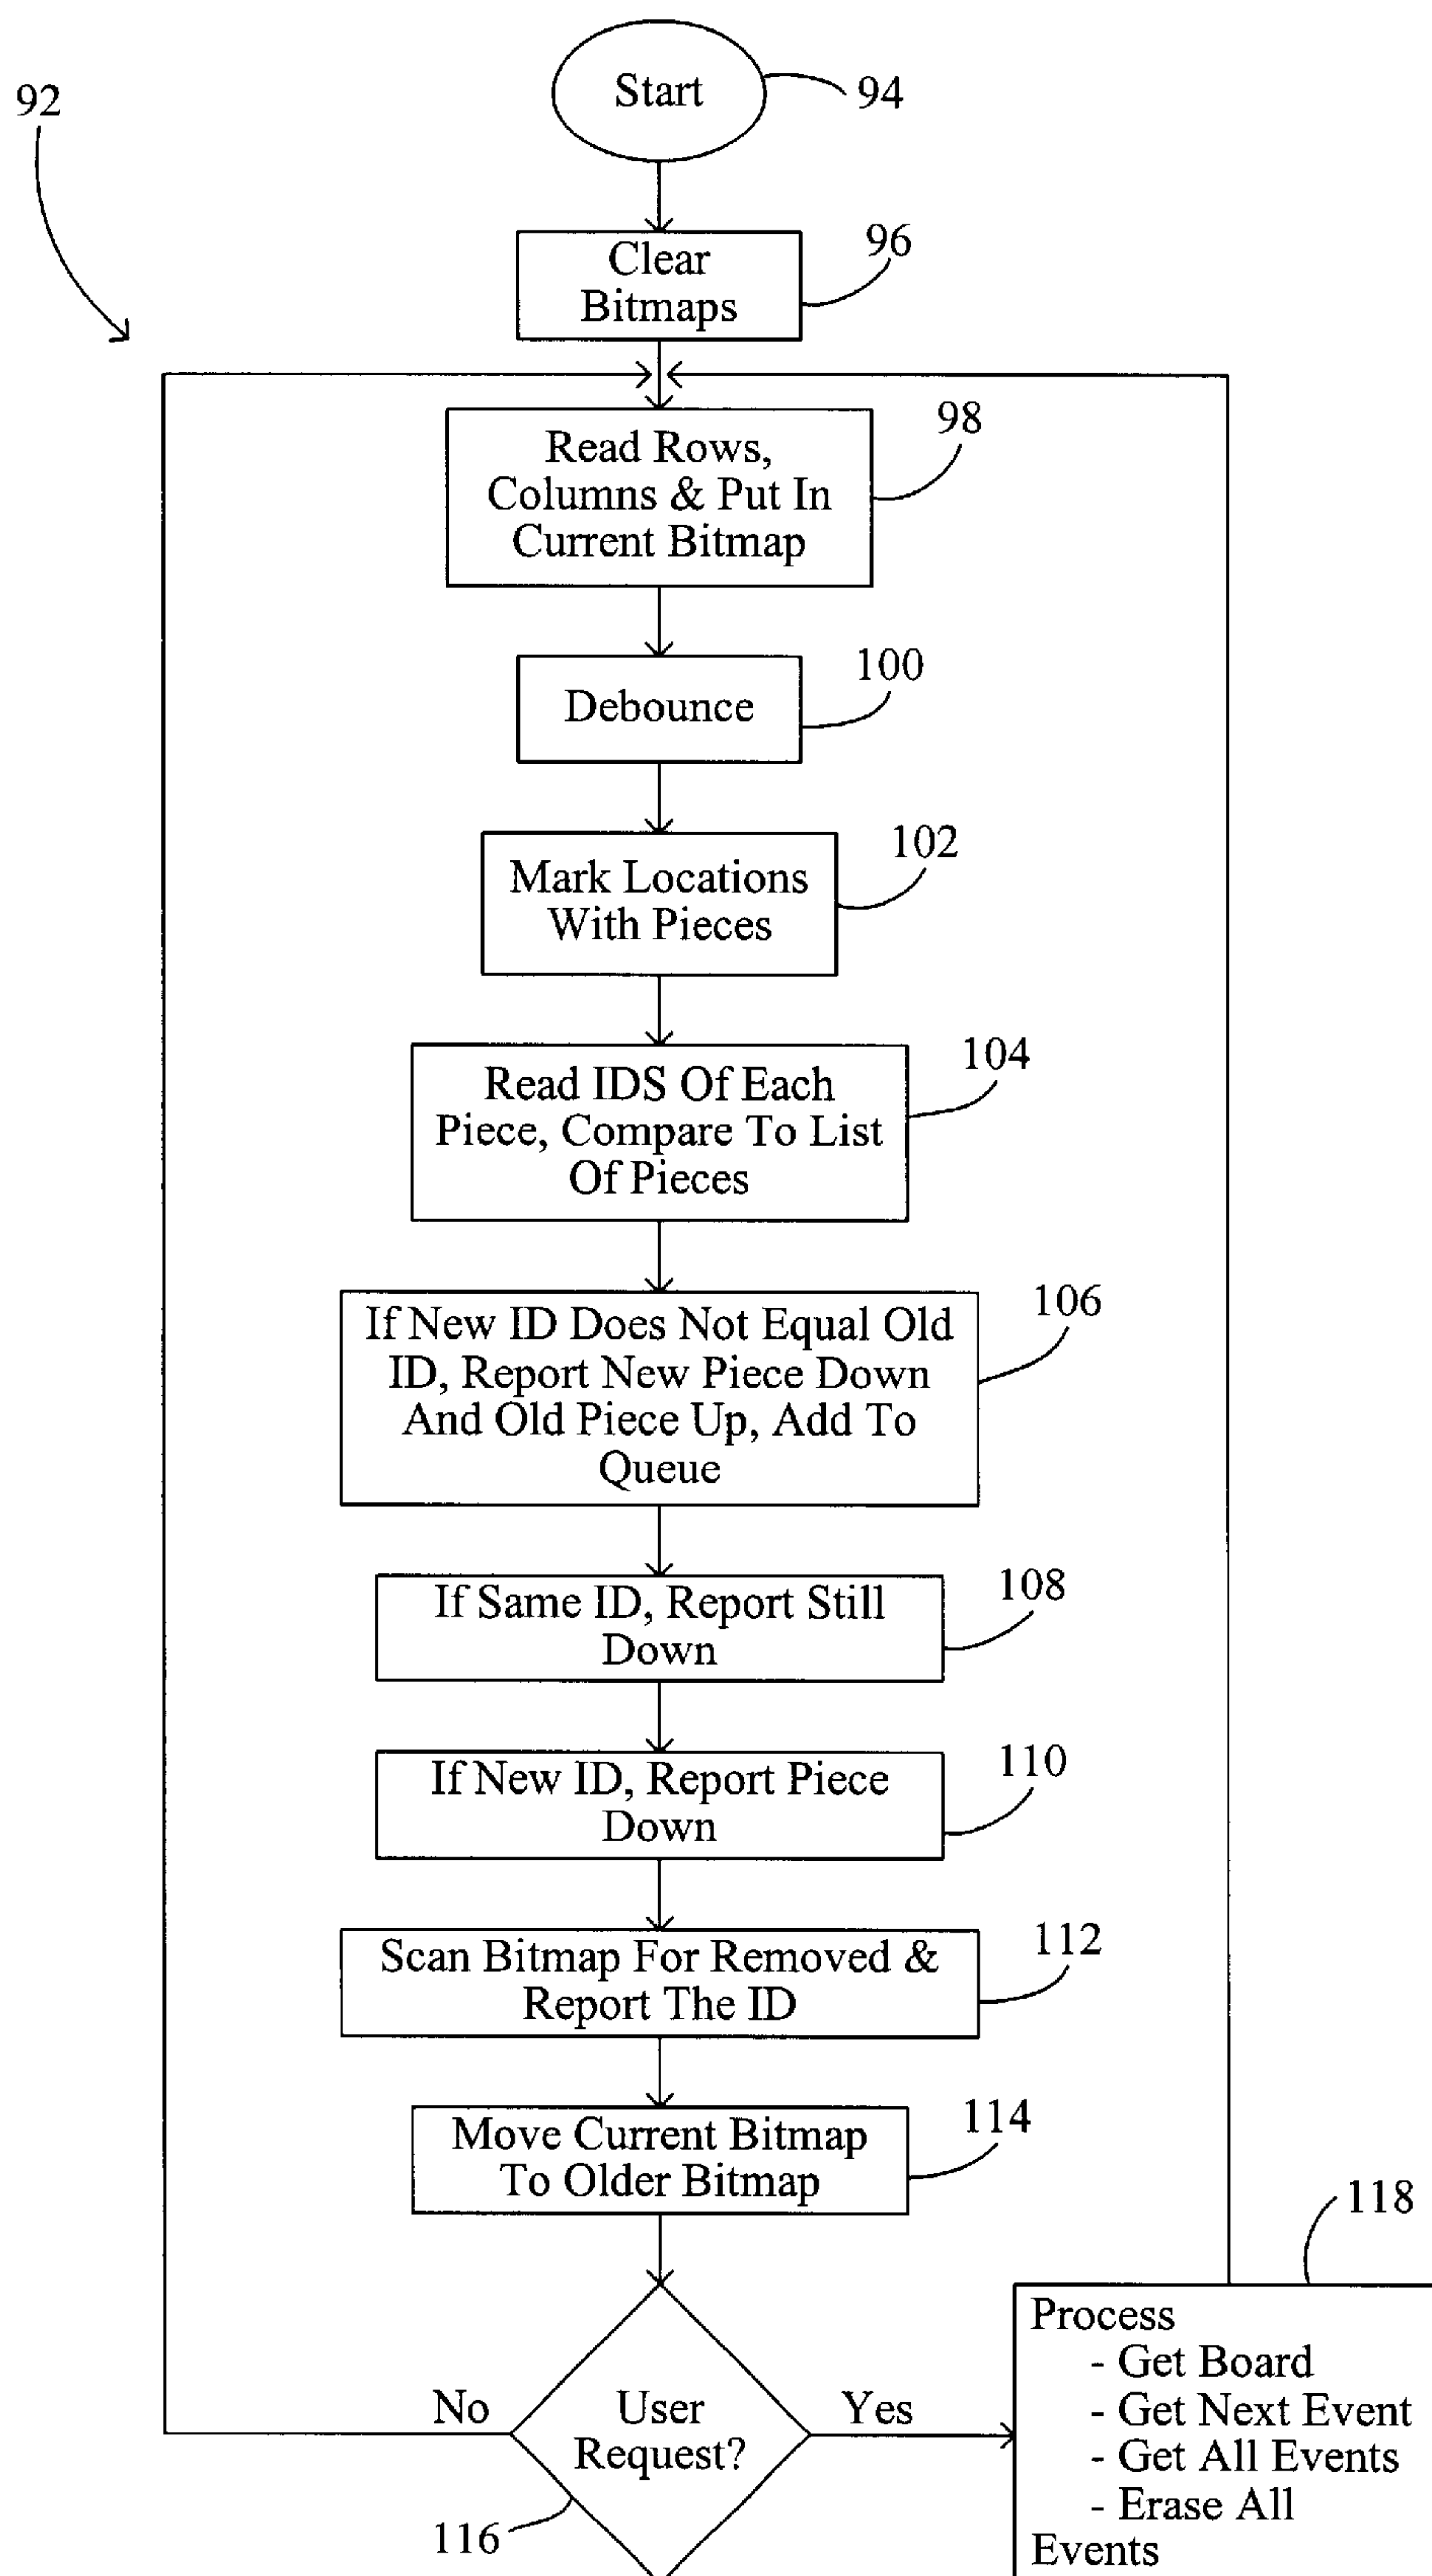 Start
94
92
Clear
Bitmaps
96
Read Rows,
Columns & Put In
Current Bitmap
98
Debounce
100
Mark Locations
With Pieces
102
Read IDS Of Each
Piece, Compare To List
Of Pieces
104
If New ID Does Not Equal Old
ID, Report New Piece Down
And Old Piece Up, Add To
Queue
106
If Same ID, Report Still
Down
108
If New ID, Report Piece
Down
110
Scan Bitmap For Removed &
Report The ID
112
Move Current Bitmap
To Older Bitmap
114
User
Request?
116
No
Yes
118
Process
- Get Board
- Get Next Event
- Get All Events
- Erase All
Events